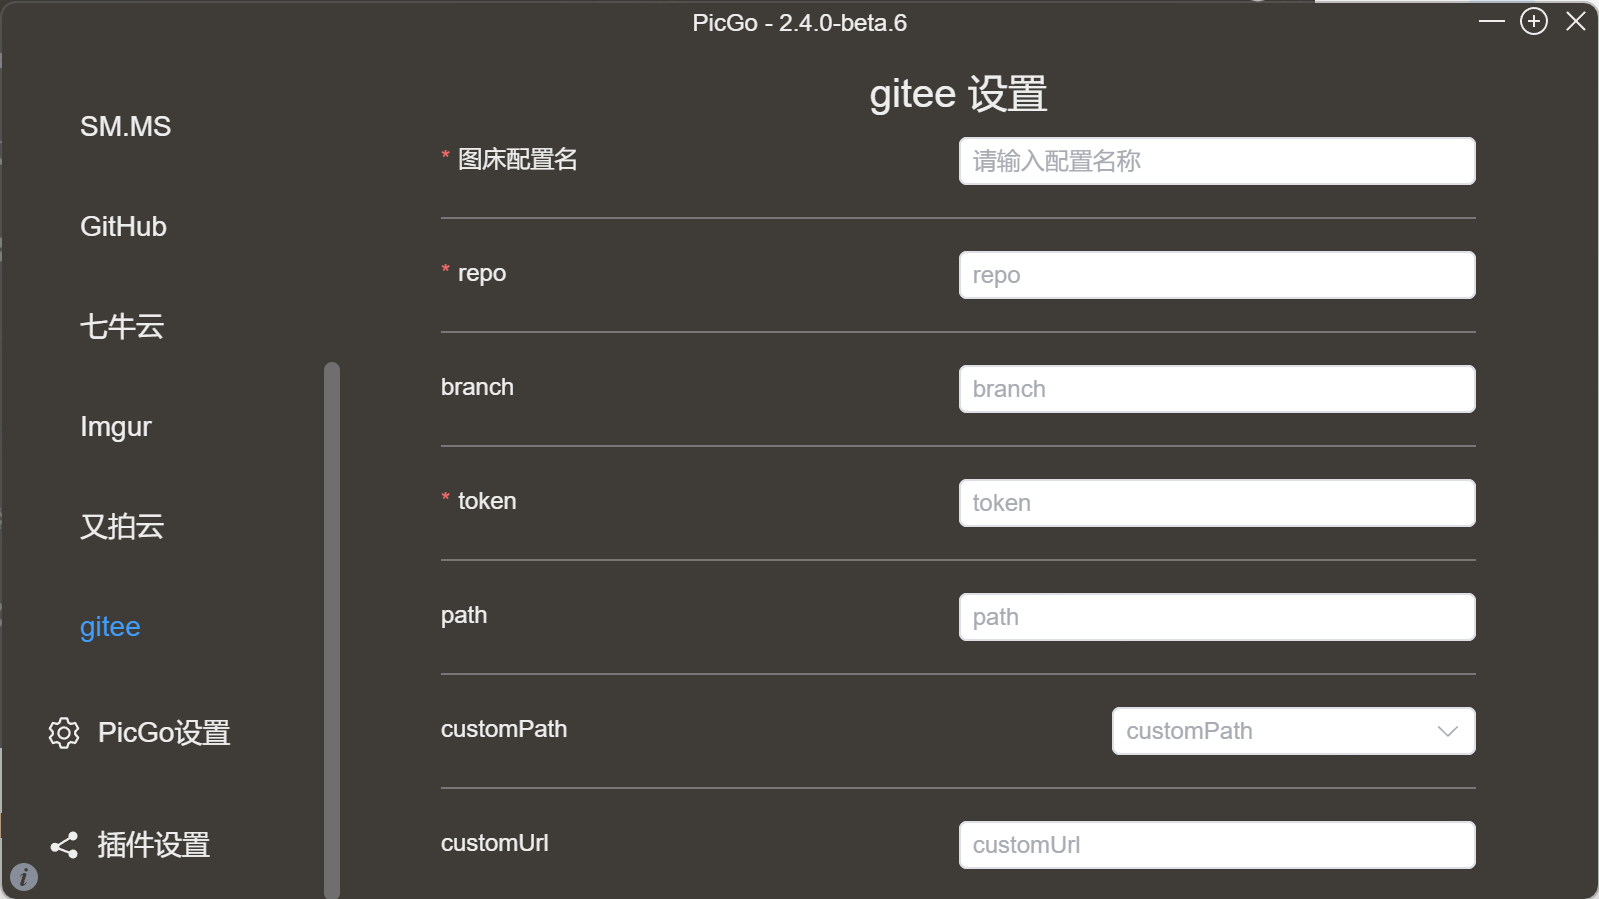 PicGo - 2.4.0-beta.6
SM.MS
GitHub
七牛云
Imgur
又拍云
gitee
PicGo设置
插件设置
gitee 设置
* 图床配置名
请输入配置名称
* repo
repo
branch
branch
* token
token
path
path
customPath
customPath
customUrl
customUrl